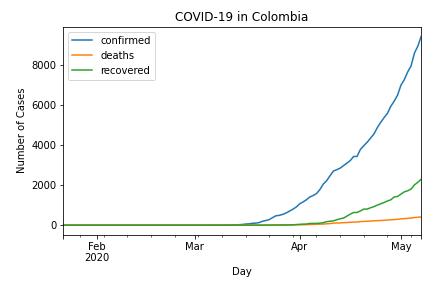 COVID-19 in Colombia
confirmed
deaths
recovered
Number of Cases
8000
6000
4000
2000
0
Feb
2020
Mar
Apr
May
Day